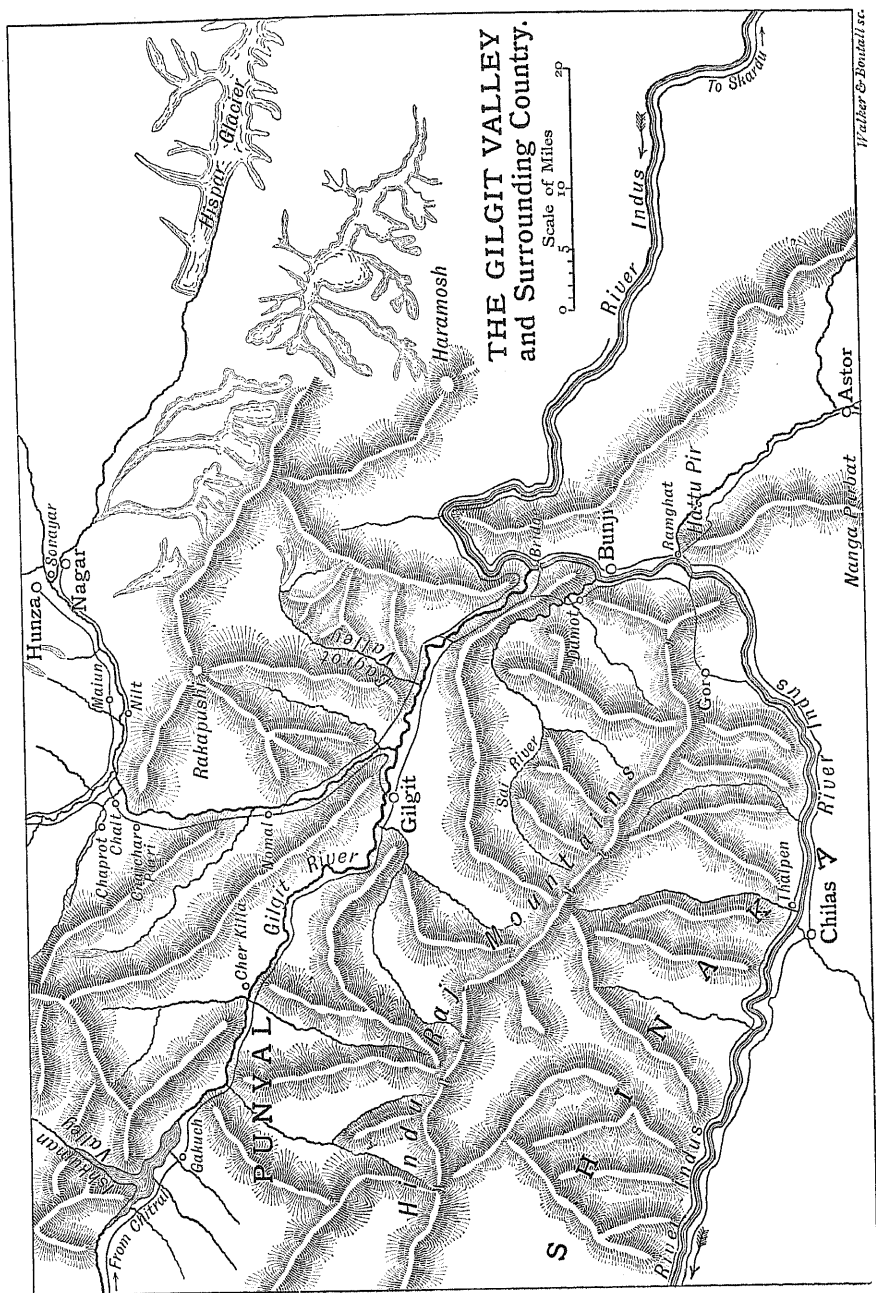 THE GILGIT VALLEY
and Surrounding Country.
Scale of Miles
0 5 10 20
Hispar Glacier
Haramosh
Hunza
Sonayar
Nagar
Maiun
Nilt
Rakapushi
Chaprot
Chalt
Nomal
Bagrot
Valley
Gilgit
Gilgit River
Cher Killa
PUNYAL
Ishkuman
Valley
Gakuch
→From Chitral
Hindu Raj Mountains
Sai River
Damot
Bridge
Bunji
Ramghat
Hattu Pir
Astor
Nanga Parbat
Gor
River Indus
To Skardu→
River Indus
Thalpen
Chilas
River Indus
SHINAKA
Walker & Boutall sc.